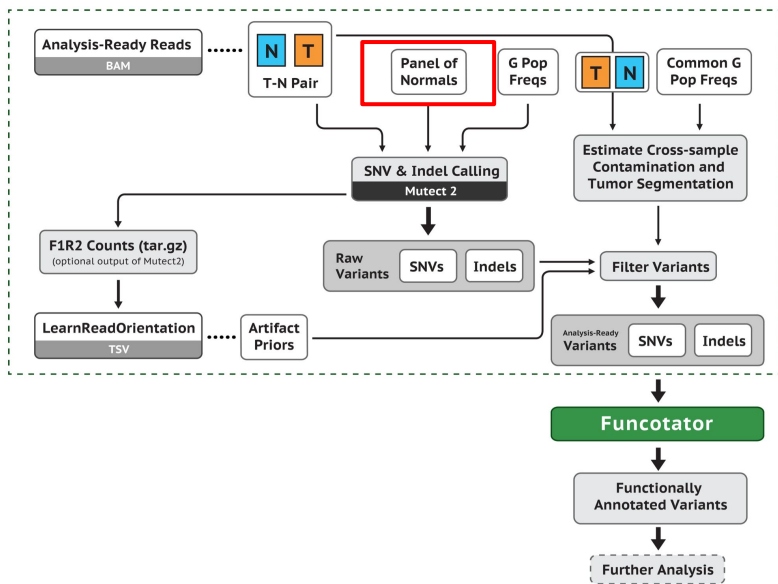 Analysis-Ready Reads
BAM
N T
T-N Pair
Panel of
Normals
G Pop
Freqs
T N
Common G
Pop Freqs
SNV & Indel Calling
Mutect 2
Estimate Cross-sample
Contamination and
Tumor Segmentation
F1R2 Counts (tar.gz)
(optional output of Mutect2)
Raw
Variants
SNVs
Indels
Filter Variants
LearnReadOrientation
TSV
Artifact
Priors
Analysis-Ready
Variants
SNVs
Indels
Funcotator
Functionally
Annotated Variants
Further Analysis